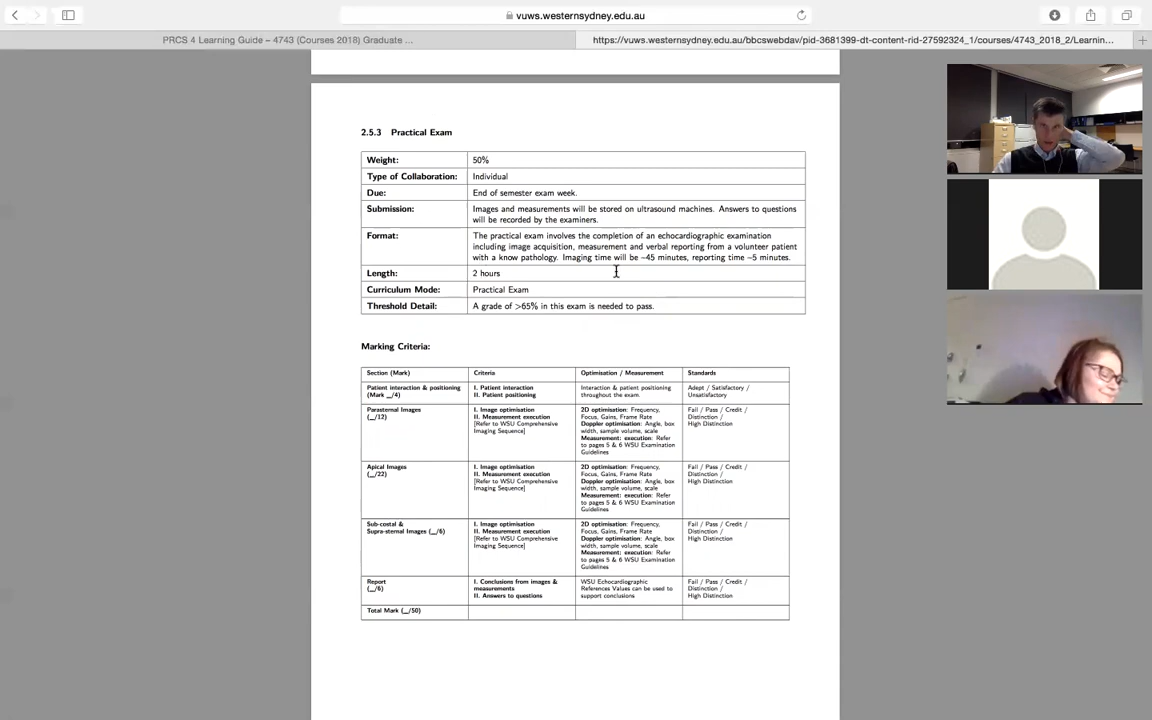 vuws.westernsydney.edu.au
PRCS 4 Learning Guide – 4743 (Courses 2018) Graduate ...
https://vuws.westernsydney.edu.au/bbcswebdav/pid-3681399-dt-content-rid-27592324_1/courses/4743_2018_2/Learnin...
2.5.3 Practical Exam
Weight: 50%
Type of Collaboration: Individual
Due: End of semester exam week.
Submission: Images and measurements will be stored on ultrasound machines. Answers to questions
will be recorded by the examiners.
Format: The practical exam involves the completion of an echocardiographic examination
including image acquisition, measurement and verbal reporting from a volunteer patient
with a know pathology. Imaging time will be ~45 minutes, reporting time ~5 minutes.
Length: 2 hours
Curriculum Mode: Practical Exam
Threshold Detail: A grade of >65% in this exam is needed to pass.
Marking Criteria:
Section (Mark) Criteria Optimisation / Measurement Standards
Patient interaction & positioning I. Patient interaction Interaction & patient positioning Adept / Satisfactory /
(Mark __/4) II. Patient positioning throughout the exam. Unsatisfactory
Parasternal Images I. Image optimisation 2D optimisation: Frequency, Fail / Pass / Credit /
(__/12) II. Measurement execution Focus, Gains, Frame Rate Distinction /
[Refer to WSU Comprehensive Doppler optimisation: Angle, box High Distinction
Imaging Sequence] width, sample volume, scale
Measurement: execution: Refer
to pages 5 & 6 WSU Examination
Guidelines
Apical Images I. Image optimisation 2D optimisation: Frequency, Fail / Pass / Credit /
(__/22) II. Measurement execution Focus, Gains, Frame Rate Distinction /
[Refer to WSU Comprehensive Doppler optimisation: Angle, box High Distinction
Imaging Sequence] width, sample volume, scale
Measurement: execution: Refer
to pages 5 & 6 WSU Examination
Guidelines
Sub-costal & I. Image optimisation 2D optimisation: Frequency, Fail / Pass / Credit /
Supra-sternal Images (__/6) II. Measurement execution Focus, Gains, Frame Rate Distinction /
[Refer to WSU Comprehensive Doppler optimisation: Angle, box High Distinction
Imaging Sequence] width, sample volume, scale
Measurement: execution: Refer
to pages 5 & 6 WSU Examination
Guidelines
Report I. Conclusions from images & WSU Echocardiographic Fail / Pass / Credit /
(__/6) measurements References Values can be used to Distinction /
II. Answers to questions support conclusions High Distinction
Total Mark (__/50)